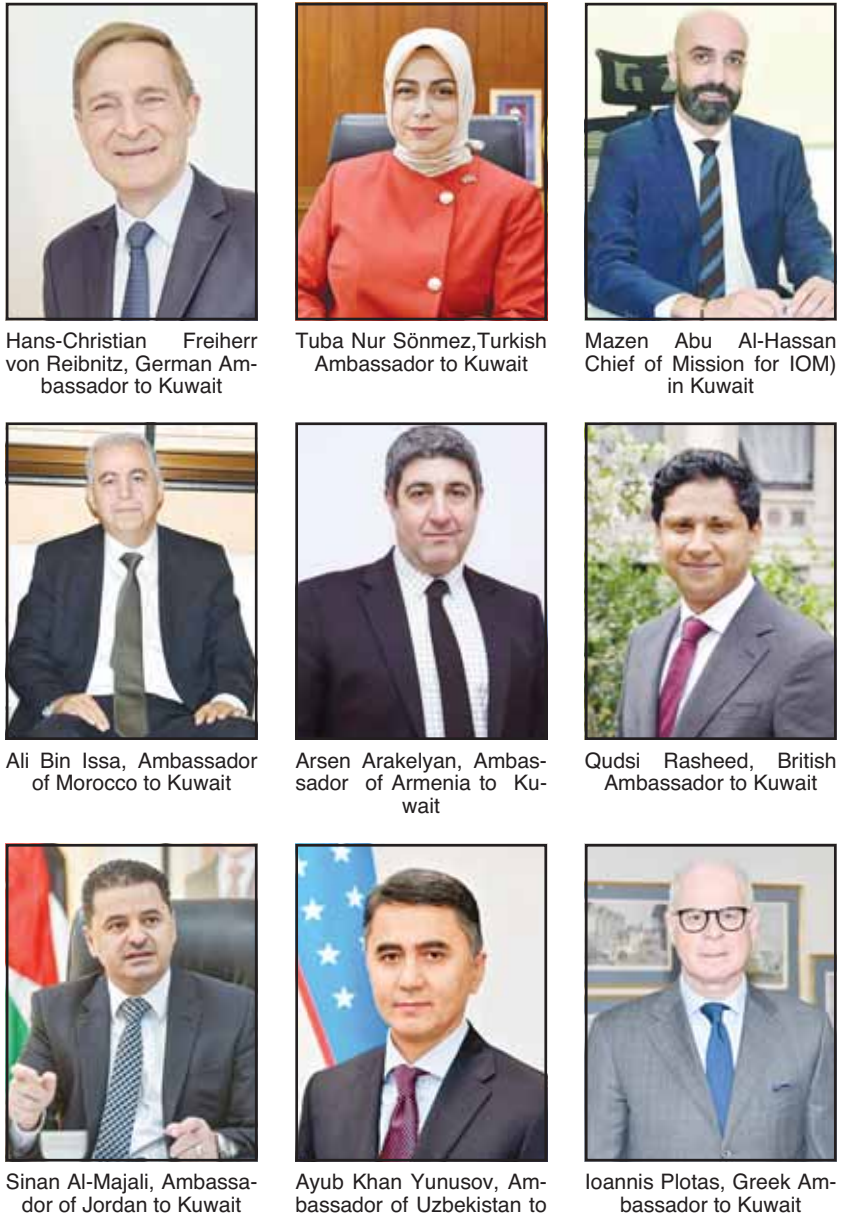 Hans-Christian Freiherr
von Reibnitz, German Am-
bassador to Kuwait
Tuba Nur Sönmez,Turkish
Ambassador to Kuwait
Mazen Abu Al-Hassan
Chief of Mission for IOM)
in Kuwait
Ali Bin Issa, Ambassador
of Morocco to Kuwait
Arsen Arakelyan, Ambas-
sador of Armenia to Ku-
wait
Qudsi Rasheed, British
Ambassador to Kuwait
Sinan Al-Majali, Ambassa-
dor of Jordan to Kuwait
Ayub Khan Yunusov, Am-
bassador of Uzbekistan to
Ioannis Plotas, Greek Am-
bassador to Kuwait